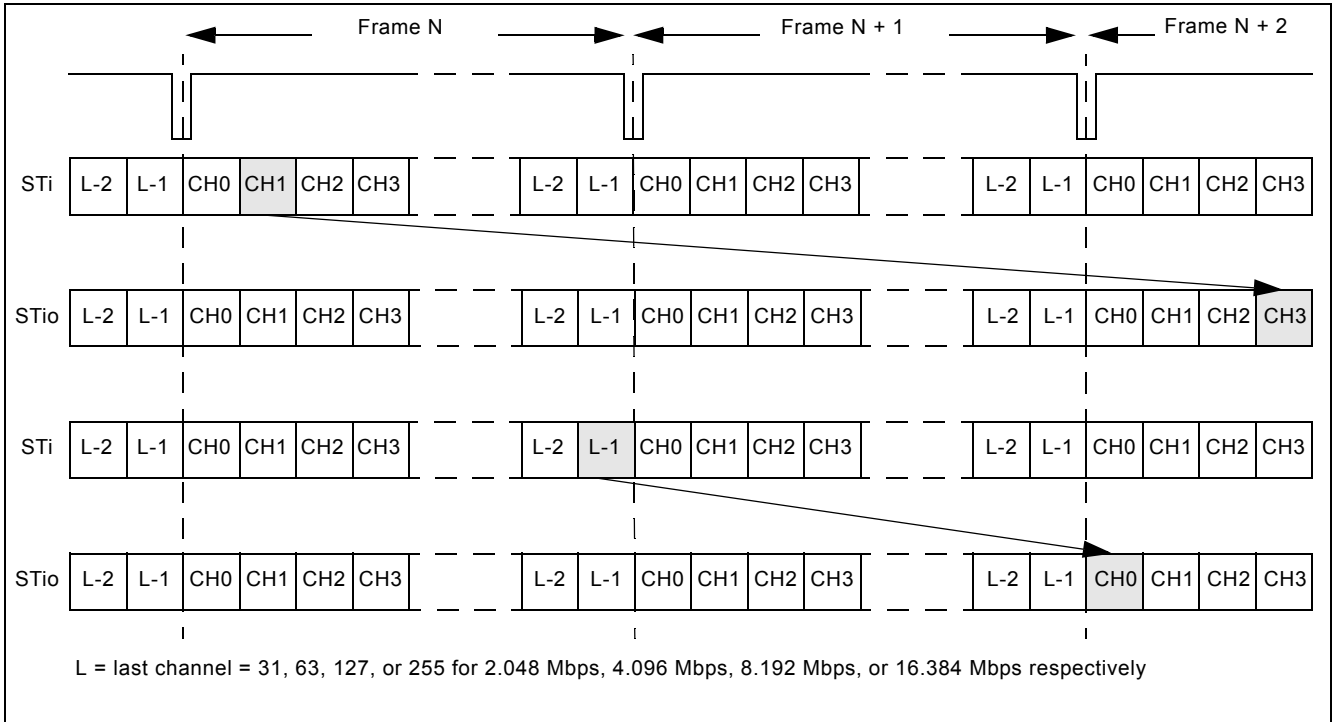 Frame N Frame N + 1 Frame N + 2
STi L-2 L-1 CH0 CH1 CH2 CH3 L-2 L-1 CH0 CH1 CH2 CH3 L-2 L-1 CH0 CH1 CH2 CH3
STio L-2 L-1 CH0 CH1 CH2 CH3 L-2 L-1 CH0 CH1 CH2 CH3 L-2 L-1 CH0 CH1 CH2 CH3
STi L-2 L-1 CH0 CH1 CH2 CH3 L-2 L-1 CH0 CH1 CH2 CH3 L-2 L-1 CH0 CH1 CH2 CH3
STio L-2 L-1 CH0 CH1 CH2 CH3 L-2 L-1 CH0 CH1 CH2 CH3 L-2 L-1 CH0 CH1 CH2 CH3
L = last channel = 31, 63, 127, or 255 for 2.048 Mbps, 4.096 Mbps, 8.192 Mbps, or 16.384 Mbps respectively